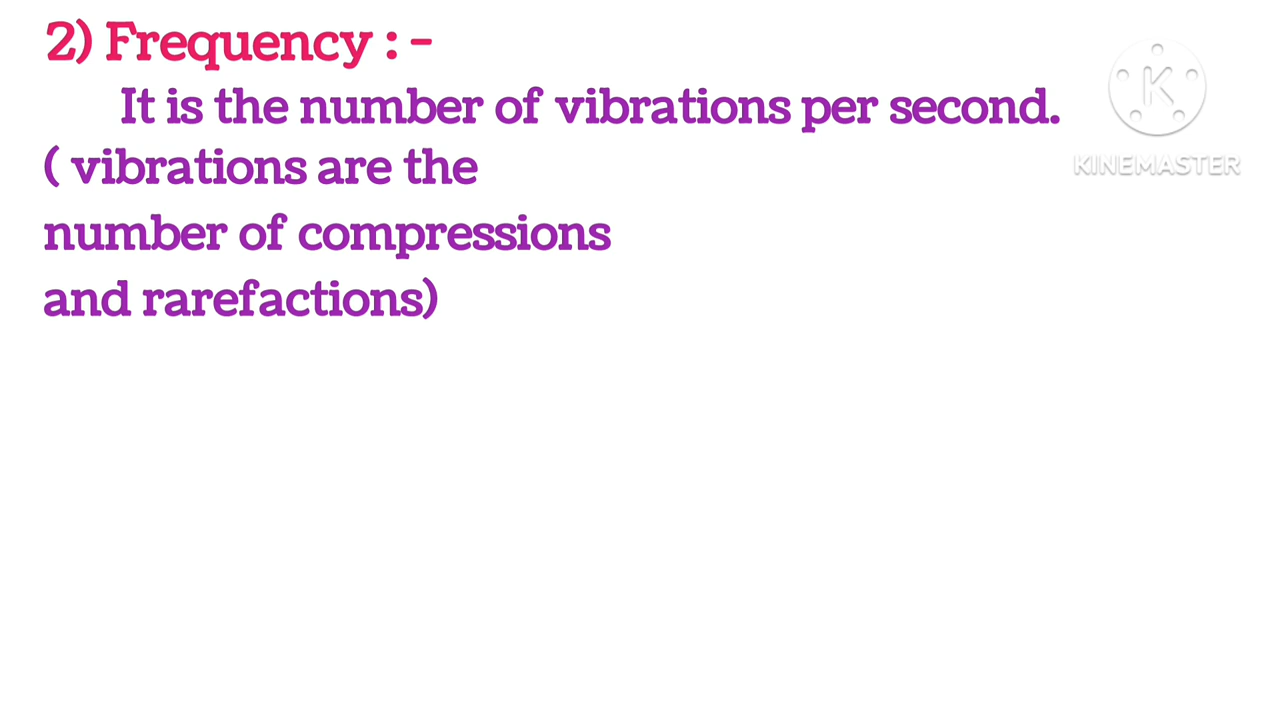 2) Frequency : -
It is the number of vibrations per second.
( vibrations are the
number of compressions
and rarefactions)
K
KINEMASTER